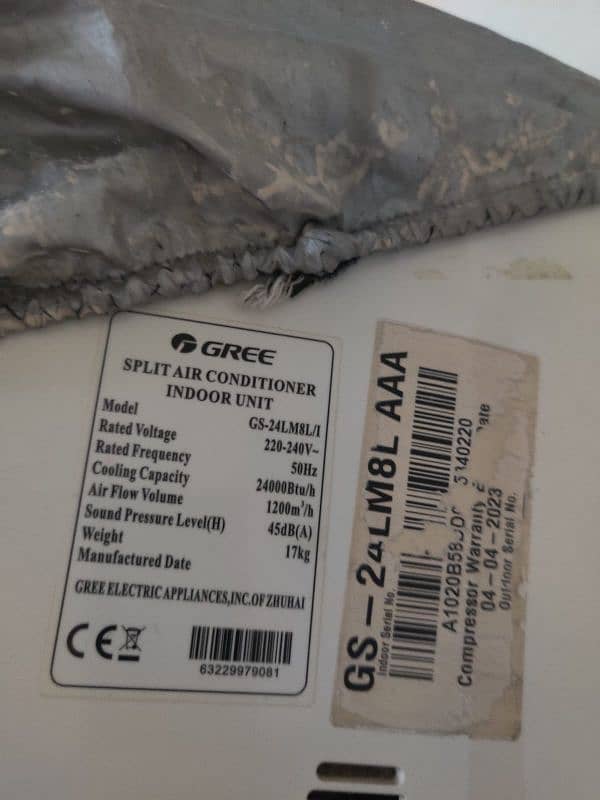 GREE
SPLIT AIR CONDITIONER
INDOOR UNIT
Model GS-24LM8L/I
Rated Voltage 220-240V~
Rated Frequency 50Hz
Cooling Capacity 24000Btu/h
Air Flow Volume 1200m³/h
Sound Pressure Level(H) 45dB(A)
Weight 17kg
Manufactured Date
GREE ELECTRIC APPLIANCES,INC.OF ZHUHAI
CE
63229979081
GS-24LM8L AAA
Indoor Serial No.
Compressor Warranty
04-04-2023
Outdoor Serial No.